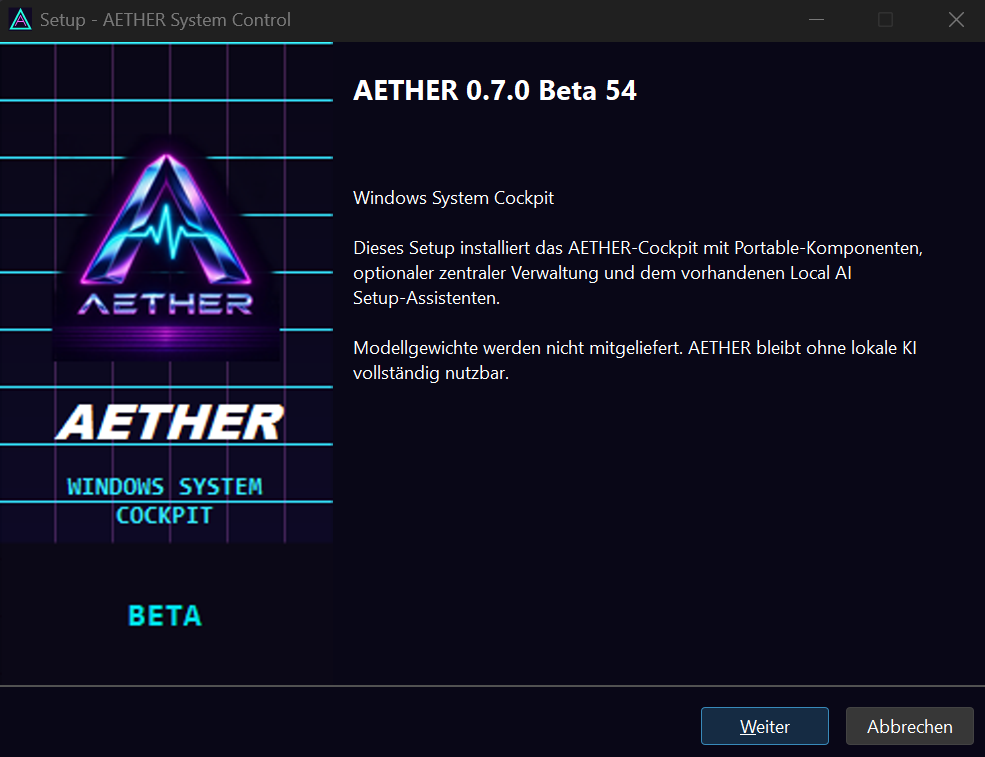 Setup - AETHER System Control
AETHER
AETHER
WINDOWS SYSTEM
COCKPIT
BETA
AETHER 0.7.0 Beta 54
Windows System Cockpit
Dieses Setup installiert das AETHER-Cockpit mit Portable-Komponenten,
optionaler zentraler Verwaltung und dem vorhandenen Local AI
Setup-Assistenten.
Modellgewichte werden nicht mitgeliefert. AETHER bleibt ohne lokale KI
vollständig nutzbar.
Weiter
Abbrechen